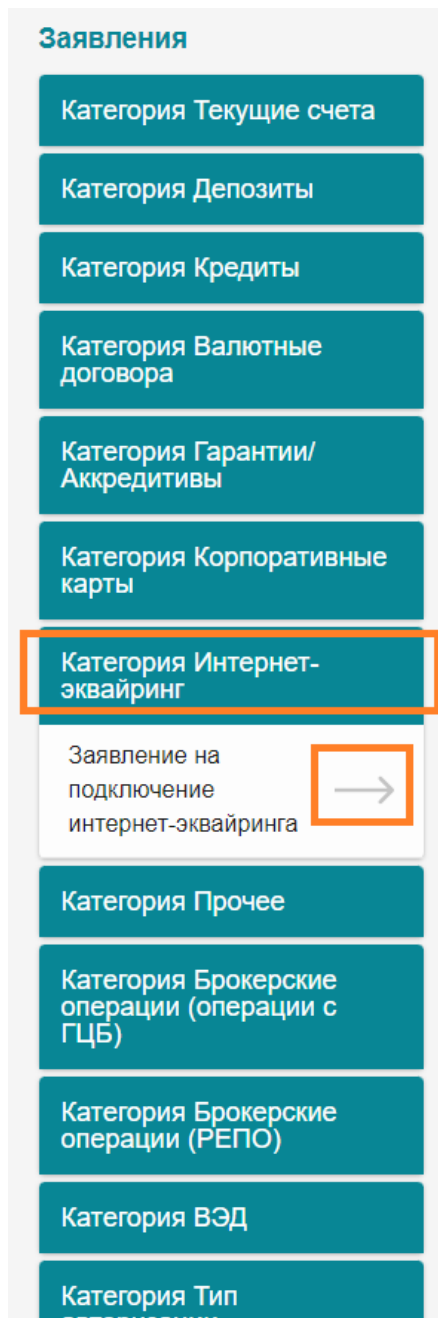 Заявления
Категория Текущие счета
Категория Депозиты
Категория Кредиты
Категория Валютные
договора
Категория Гарантии/
Аккредитивы
Категория Корпоративные
карты
Категория Интернет-
эквайринг
Заявление на
подключение
интернет-эквайринга
Категория Прочее
Категория Брокерские
операции (операции с
ГЦБ)
Категория Брокерские
операции (РЕПО)
Категория ВЭД
Категория Тип